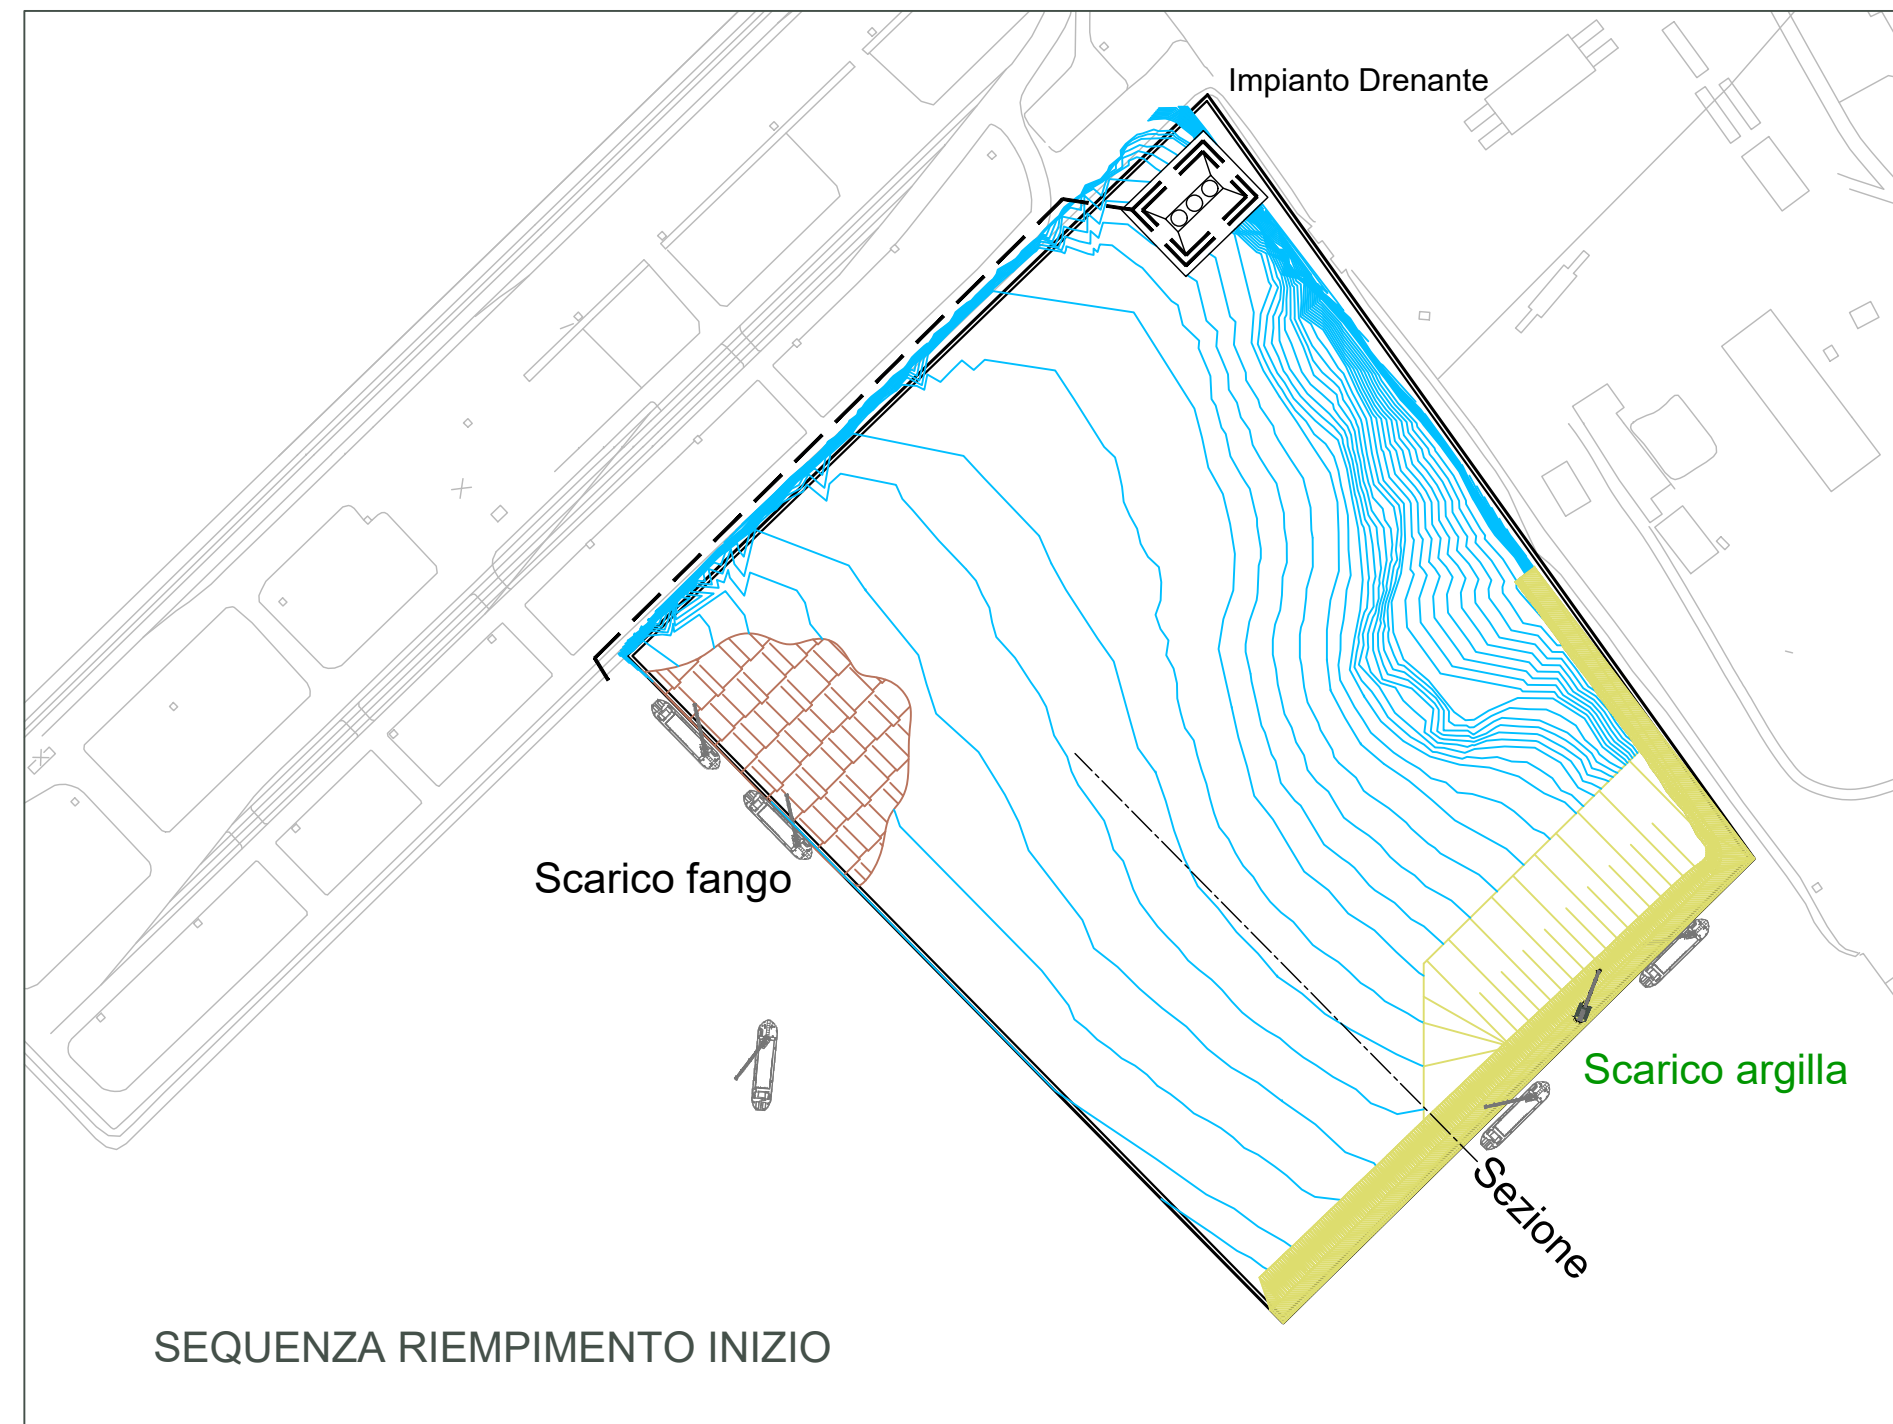 Impianto Drenante
Scarico fango
Scarico argilla
Sezione
SEQUENZA RIEMPIMENTO INIZIO